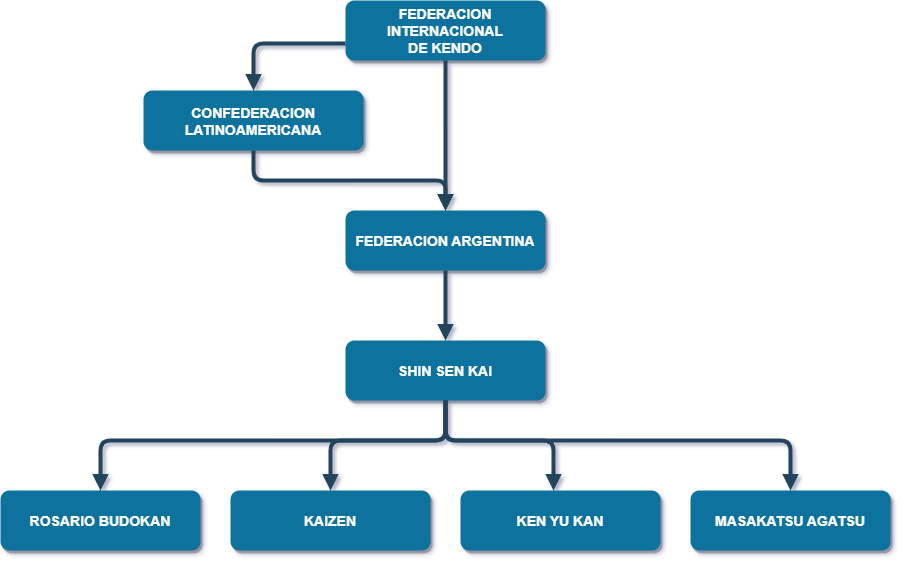 FEDERACION
INTERNACIONAL
DE KENDO
CONFEDERACION
LATINOAMERICANA
FEDERACION ARGENTINA
SHIN SEN KAI
ROSARIO BUDOKAN
KAIZEN
KEN YU KAN
MASAKATSU AGATSU